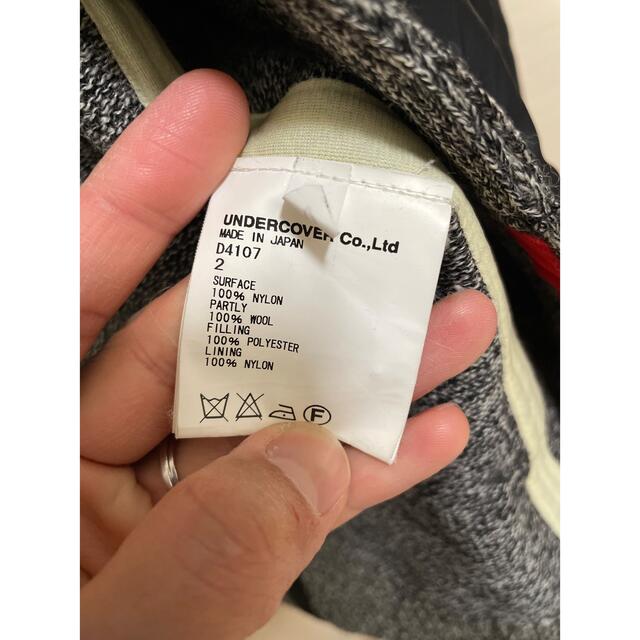 UNDERCOVER Co.,Ltd
MADE IN JAPAN
D4107
2
SURFACE
100% NYLON
PARTLY
100% WOOL
FILLING
100% POLYESTER
LINING
100% NYLON
F